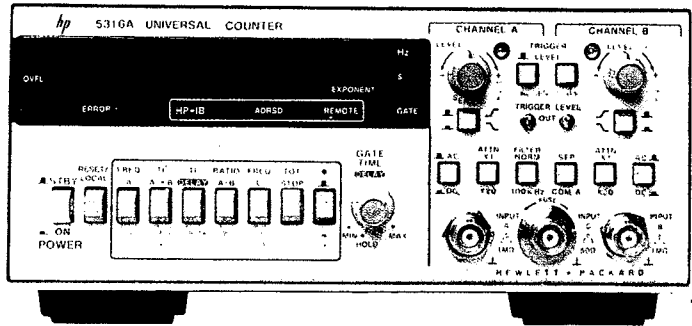 hp 5316A UNIVERSAL COUNTER
CHANNEL A
CHANNEL B
Hz
S
OVFL
EXPONENT
ERROR
HP-IB ADRSD REMOTE
GATE
LEVEL
TRIGGER LEVEL
LEVEL
TRIGGER LEVEL
OUT
STBY
ON
POWER
RESET/
LOCAL
FREQ
A
TI
A B
TI
DELAY
RATIO
A/B
FREQ
C
TOT
STOP
GATE
TIME
DELAY
MIN
MAX
HOLD
AC
DC
ATTN
X1
X20
FILTER
NORM
100kHz
SEP
COM A
ATTN
X1
X20
AC
DC
FUSE
INPUT
A
1MΩ
INPUT
C
50Ω
INPUT
B
1MΩ
HEWLETT • PACKARD